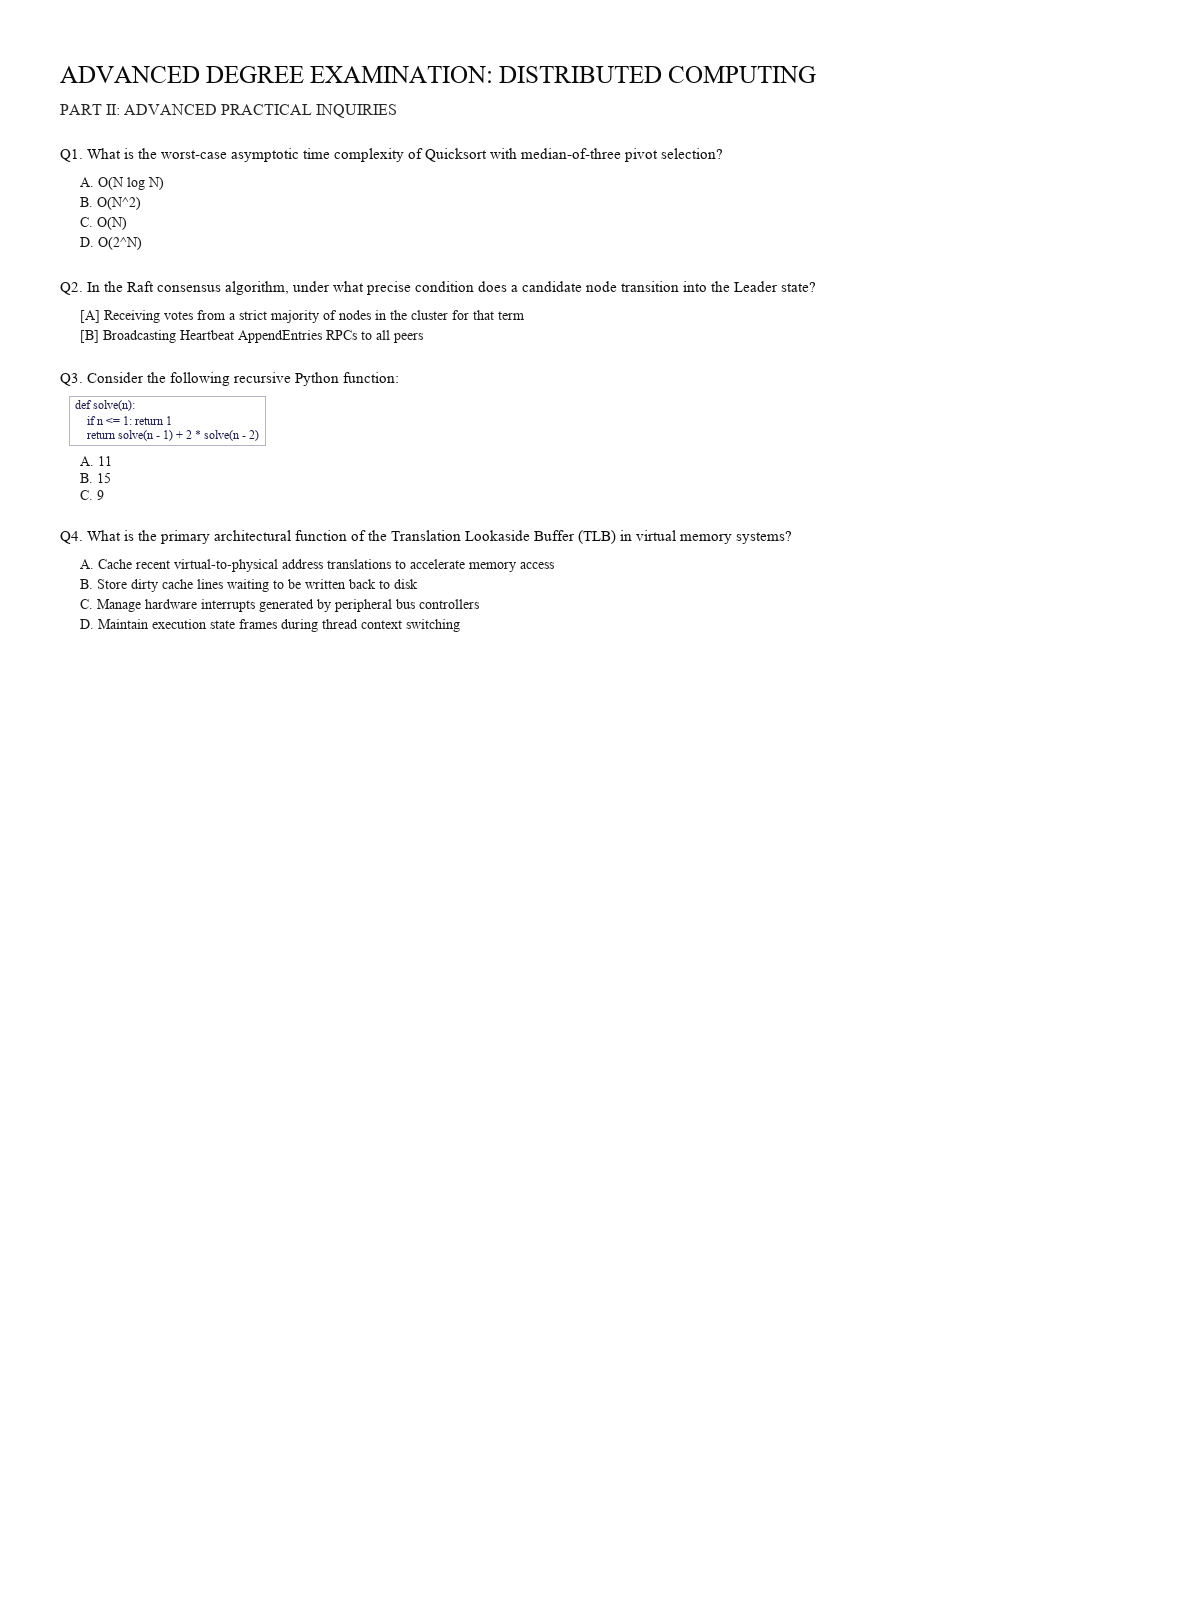 ADVANCED DEGREE EXAMINATION: DISTRIBUTED COMPUTING
PART II: ADVANCED PRACTICAL INQUIRIES
Q1. What is the worst-case asymptotic time complexity of Quicksort with median-of-three pivot selection?
A. O(N log N)
B. O(N^2)
C. O(N)
D. O(2^N)
Q2. In the Raft consensus algorithm, under what precise condition does a candidate node transition into the Leader state?
[A] Receiving votes from a strict majority of nodes in the cluster for that term
[B] Broadcasting Heartbeat AppendEntries RPCs to all peers
Q3. Consider the following recursive Python function:
def solve(n):
    if n <= 1: return 1
    return solve(n - 1) + 2 * solve(n - 2)
A. 11
B. 15
C. 9
Q4. What is the primary architectural function of the Translation Lookaside Buffer (TLB) in virtual memory systems?
A. Cache recent virtual-to-physical address translations to accelerate memory access
B. Store dirty cache lines waiting to be written back to disk
C. Manage hardware interrupts generated by peripheral bus controllers
D. Maintain execution state frames during thread context switching